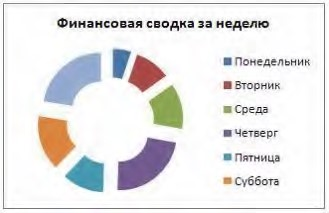 Финансовая сводка за неделю
Понедельник
Вторник
Среда
Четверг
Пятница
Суббота